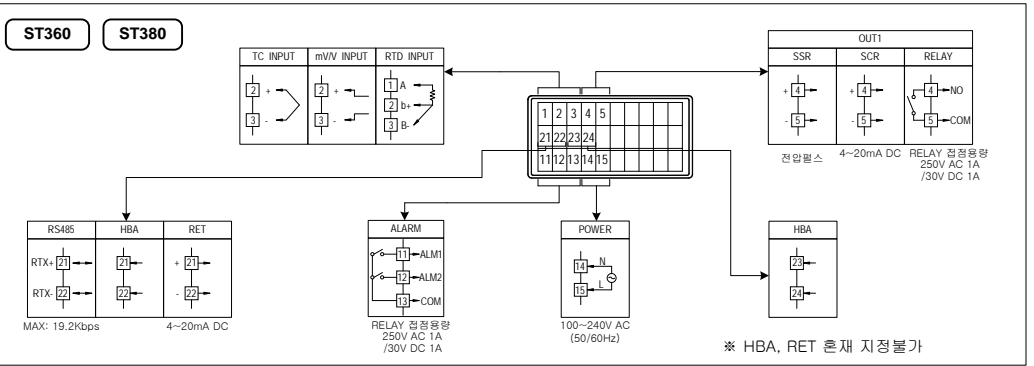 ST360 ST380
TC INPUT mV/V INPUT RTD INPUT
2 + 2 + 1 A
2 b+
3 - 3 - 3 B-
OUT1
SSR SCR RELAY
+ 4 + 4 4 NO
- 5 - 5 5 COM
전압펄스 4~20mA DC RELAY 접점용량
250V AC 1A
/30V DC 1A
1 2 3 4 5
21 22 23 24
11 12 13 14 15
RS485 HBA RET
RTX+ 21 21 + 21
RTX- 22 22 - 22
MAX: 19.2Kbps 4~20mA DC
ALARM
11 ALM1
12 ALM2
13 COM
RELAY 접점용량
250V AC 1A
/30V DC 1A
POWER
14 N
15 L
100~240V AC
(50/60Hz)
HBA
23
24
※ HBA, RET 혼재 지정불가